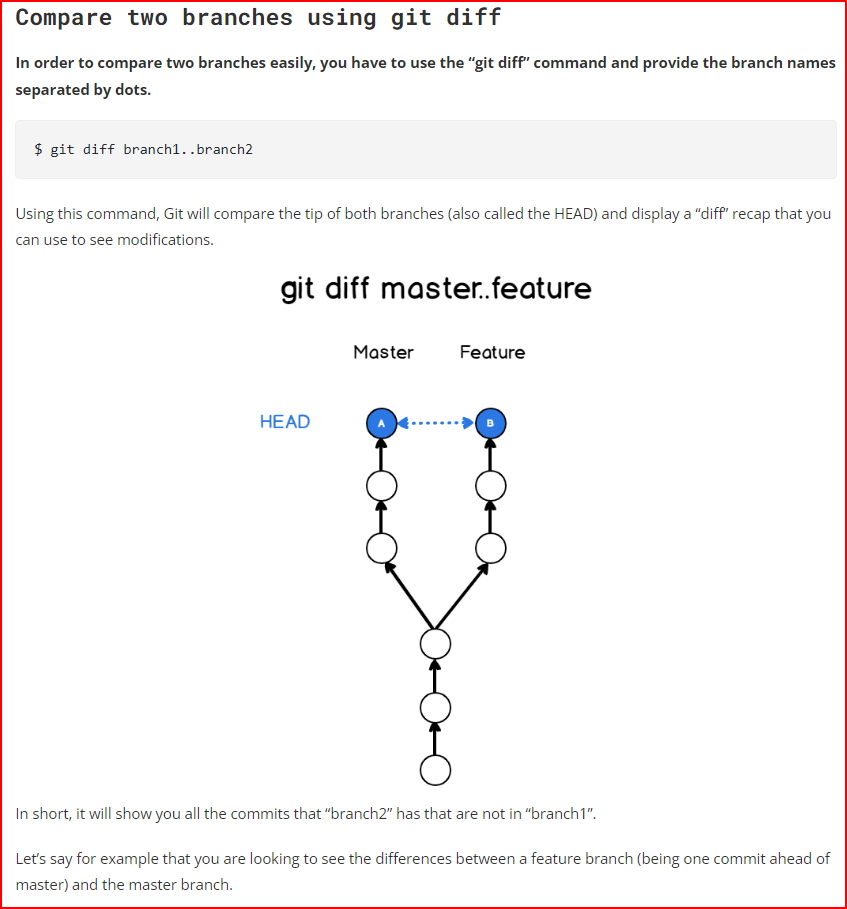 Compare two branches using git diff
In order to compare two branches easily, you have to use the “git diff” command and provide the branch names
separated by dots.
$ git diff branch1..branch2
Using this command, Git will compare the tip of both branches (also called the HEAD) and display a “diff” recap that you
can use to see modifications.
git diff master..feature
Master Feature
HEAD A B
In short, it will show you all the commits that “branch2” has that are not in “branch1”.
Let’s say for example that you are looking to see the differences between a feature branch (being one commit ahead of
master) and the master branch.